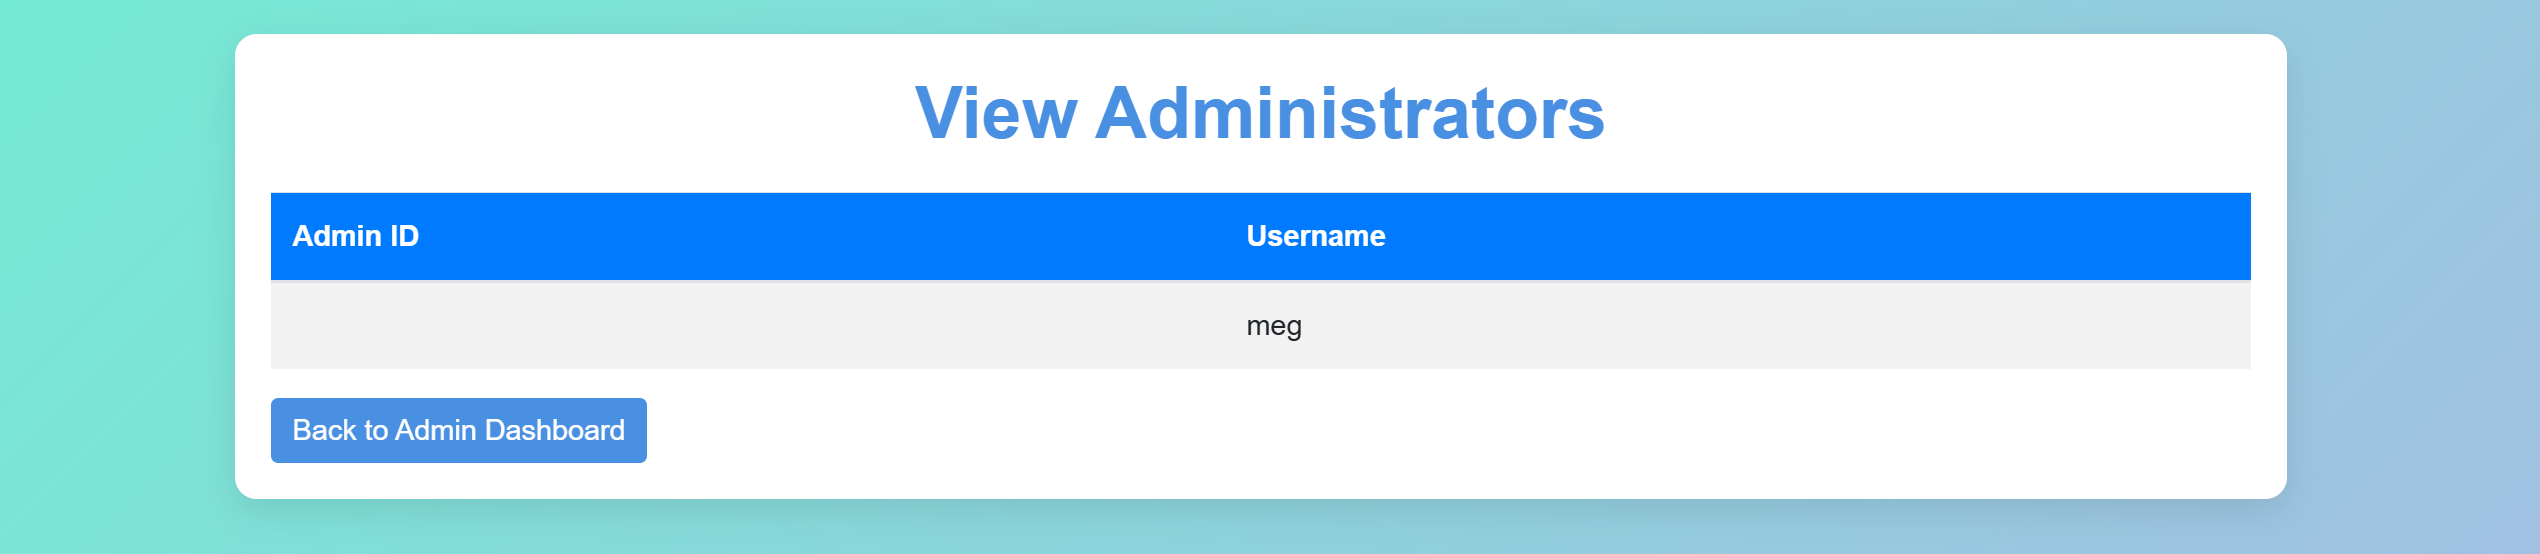 View Administrators
Admin ID Username
meg
Back to Admin Dashboard